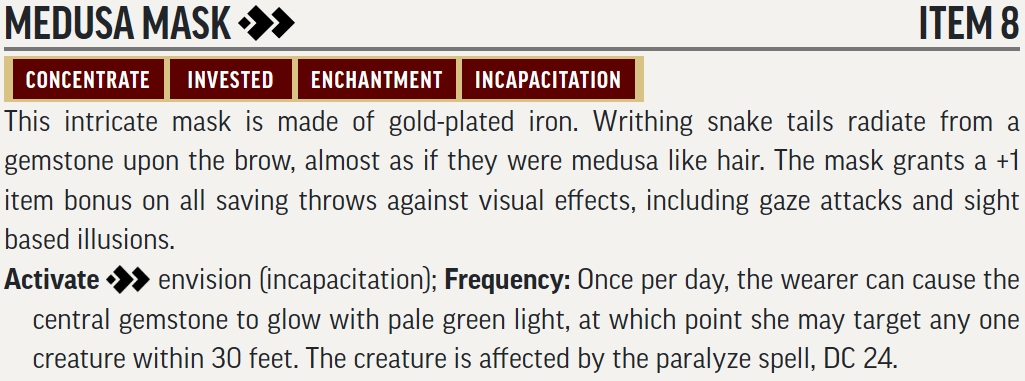 MEDUSA MASK ITEM 8
CONCENTRATE INVESTED ENCHANTMENT INCAPACITATION
This intricate mask is made of gold-plated iron. Writhing snake tails radiate from a
gemstone upon the brow, almost as if they were medusa like hair. The mask grants a +1
item bonus on all saving throws against visual effects, including gaze attacks and sight
based illusions.
Activate envision (incapacitation); Frequency: Once per day, the wearer can cause the
central gemstone to glow with pale green light, at which point she may target any one
creature within 30 feet. The creature is affected by the paralyze spell, DC 24.